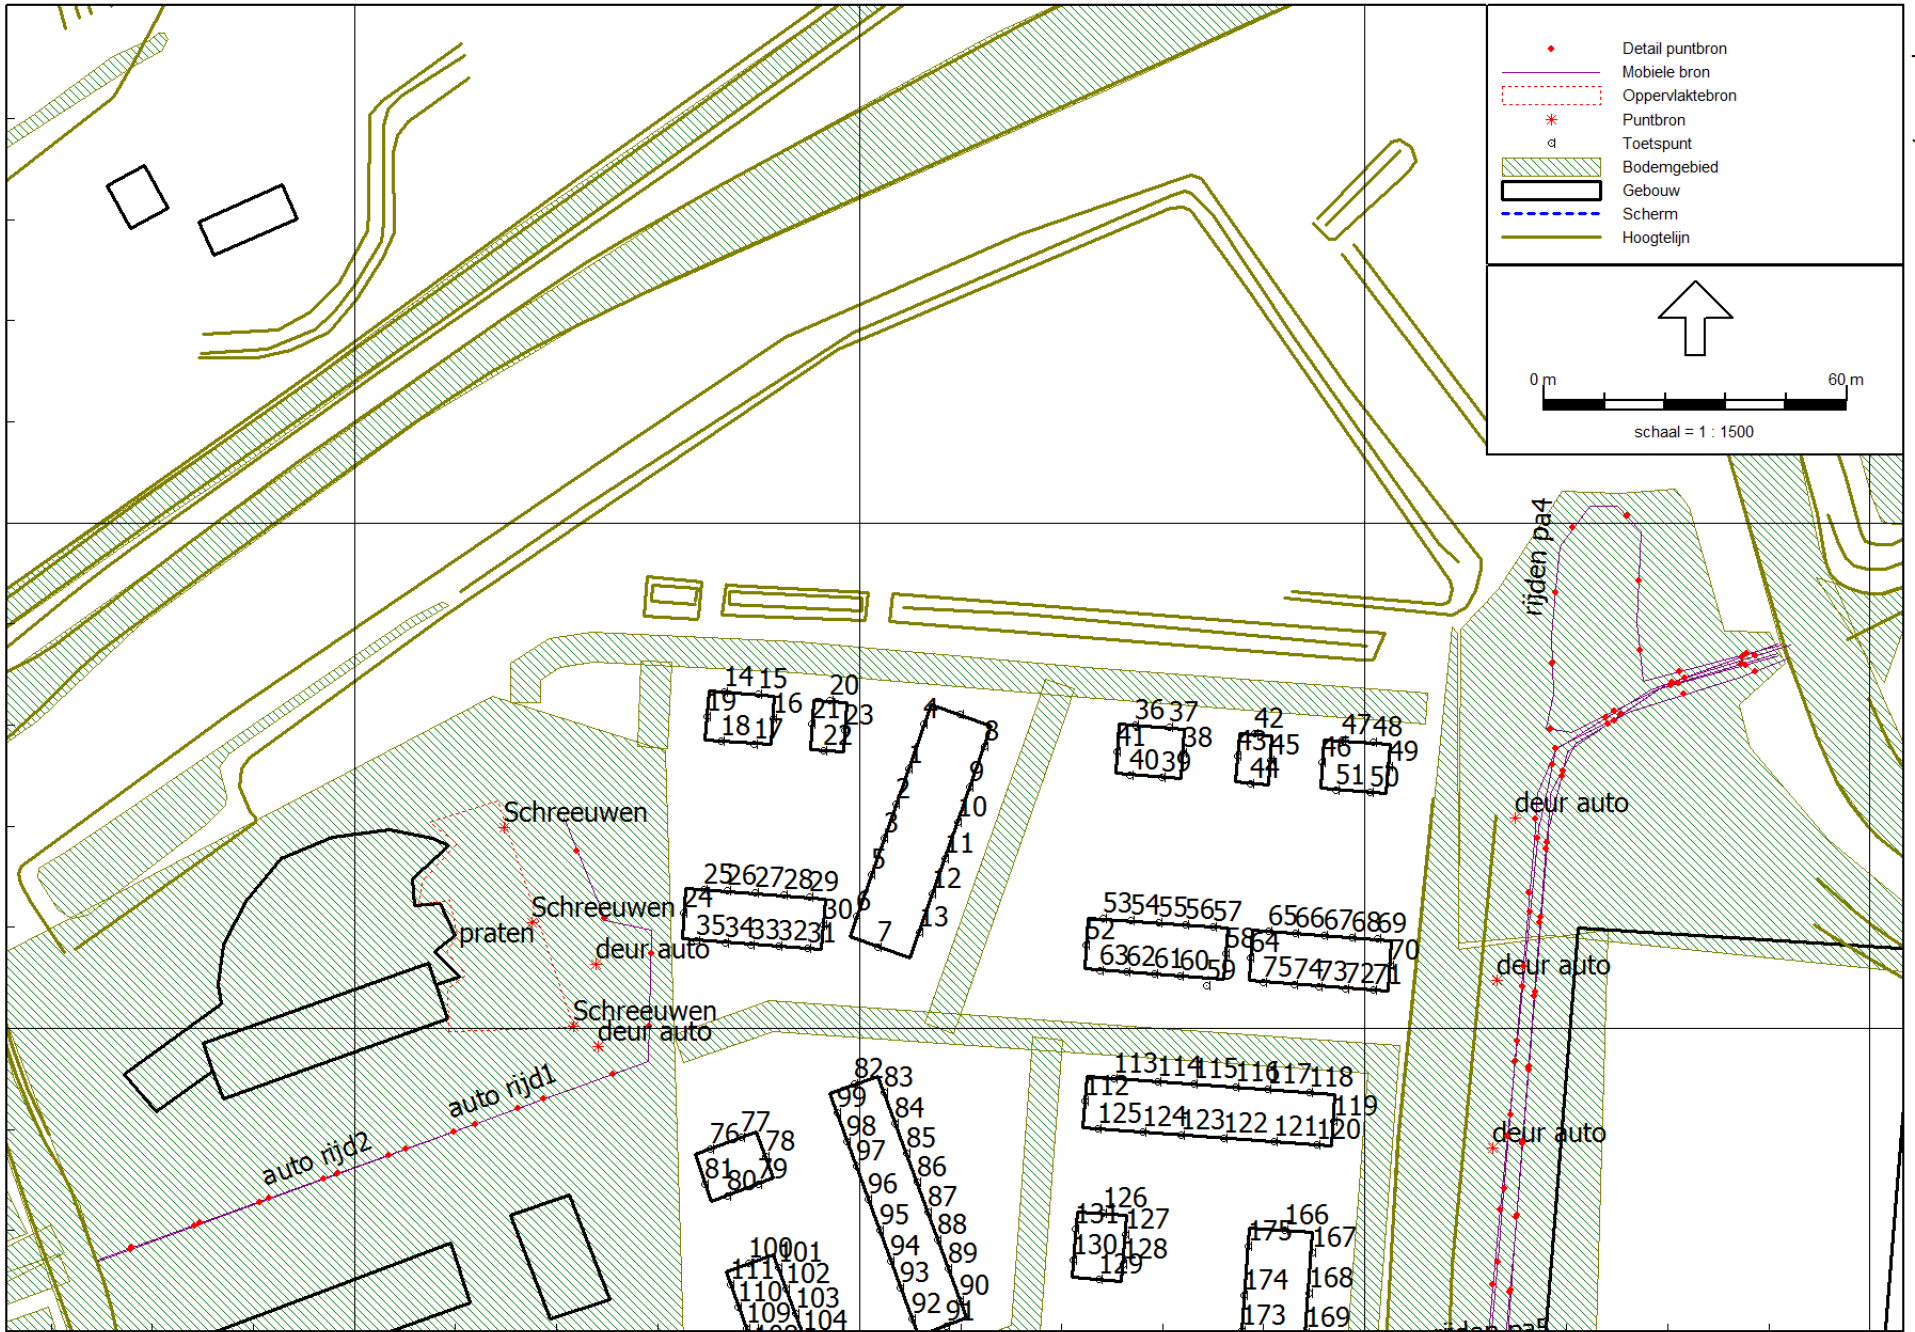 Detail puntbron
Mobiele bron
Oppervlaktebron
Puntbron
Toetspunt
Bodemgebied
Gebouw
Scherm
Hoogtelijn
0 m 60 m
schaal = 1 : 1500
rijden pa4
14 15
19 16
18 17
20
21 23
22
4
8
1
9
2
10
3
11
5
12
6
13
7
36 37
41 38
40 39
42
43 45
44
47 48
46 49
51 50
deur auto
Schreeuwen
Schreeuwen
praten
deur auto
Schreeuwen
deur auto
25 26 27 28 29
24 30
35 34 33 32 31
53 54 55 56 57
52 58
63 62 61 60 59
65 66 67 68 69
64 70
75 74 73 72 71
deur auto
auto rijd1
auto rijd2
82 83
99 84
98 85
97 86
96 87
95 88
94 89
93 90
92 91
76 77
78
81 79
80
113 114 115 116 117 118
112 119
125 124 123 122 121 120
deur auto
126
131 127
130 128
129
175 166
167
174 168
173 169
100 101
111 102
110 103
109 104
rijden pa5